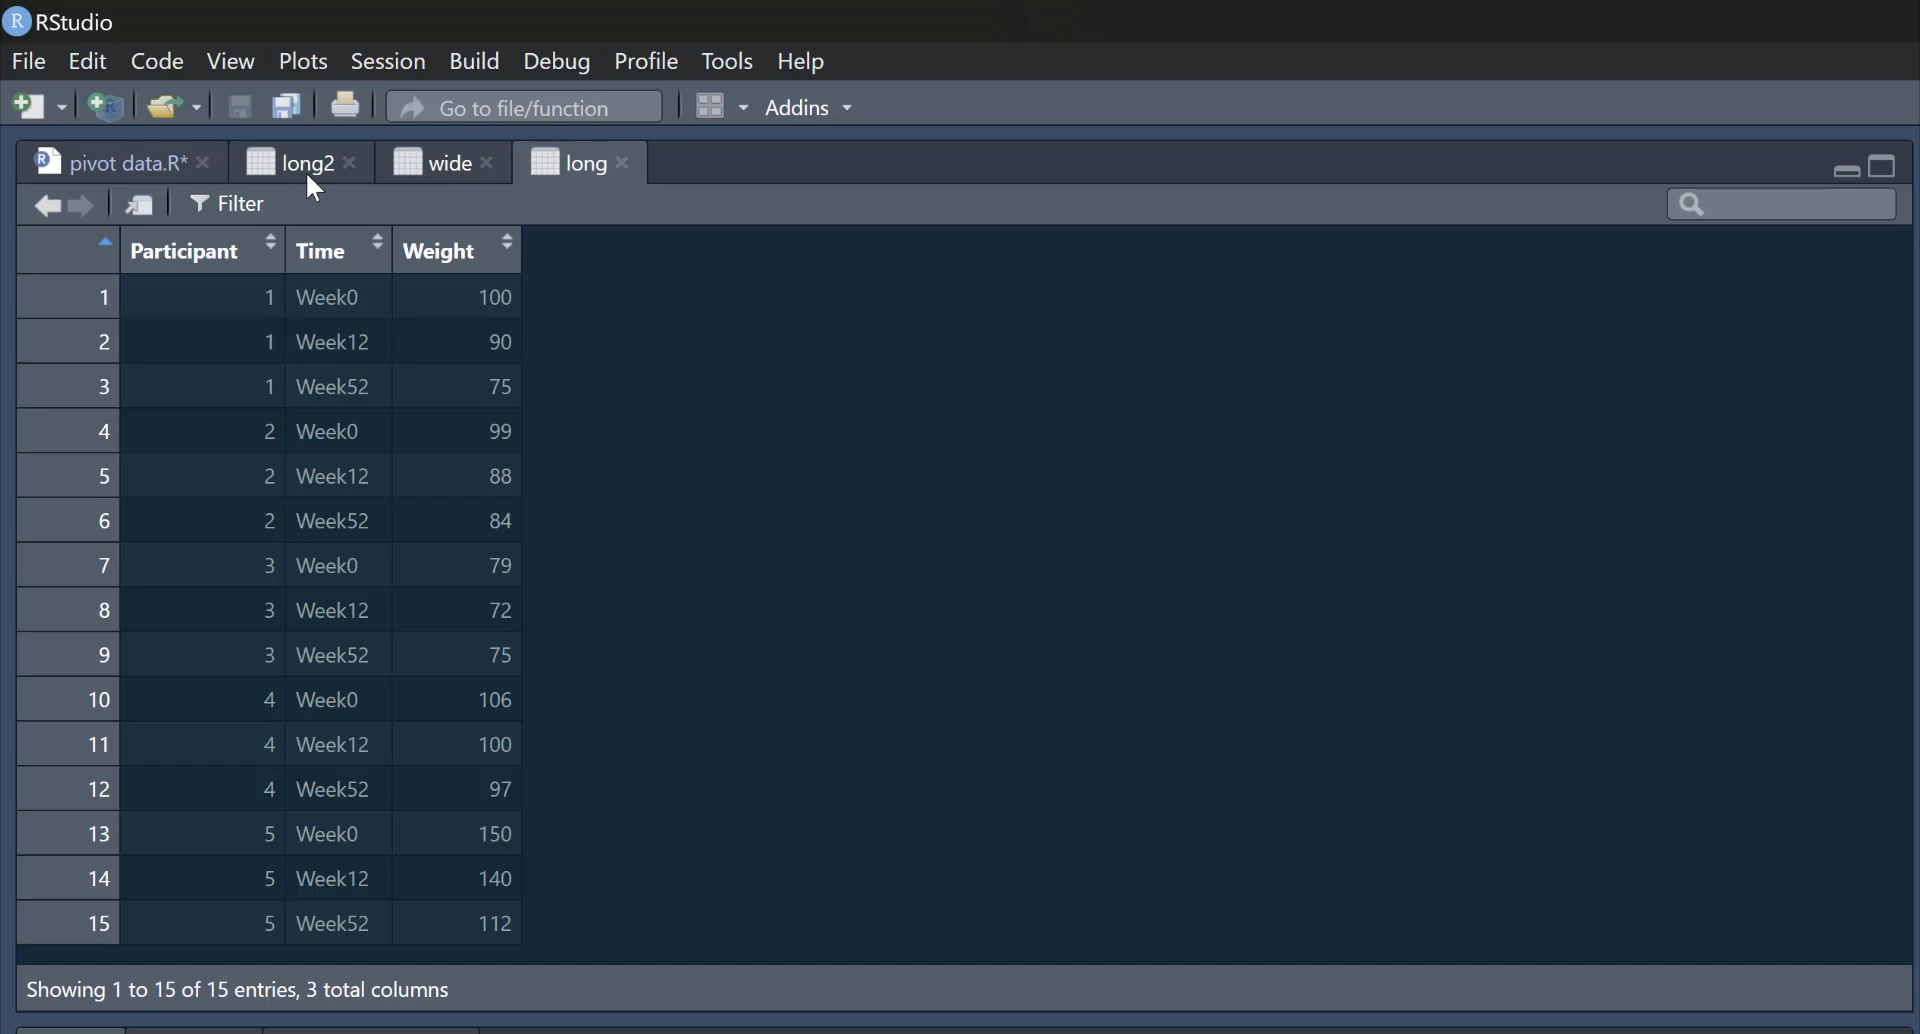 R RStudio
File Edit Code View Plots Session Build Debug Profile Tools Help
Go to file/function Addins
pivot data.R* long2 wide long
Filter
Participant Time Weight
1 1 Week0 100
2 1 Week12 90
3 1 Week52 75
4 2 Week0 99
5 2 Week12 88
6 2 Week52 84
7 3 Week0 79
8 3 Week12 72
9 3 Week52 75
10 4 Week0 106
11 4 Week12 100
12 4 Week52 97
13 5 Week0 150
14 5 Week12 140
15 5 Week52 112
Showing 1 to 15 of 15 entries, 3 total columns